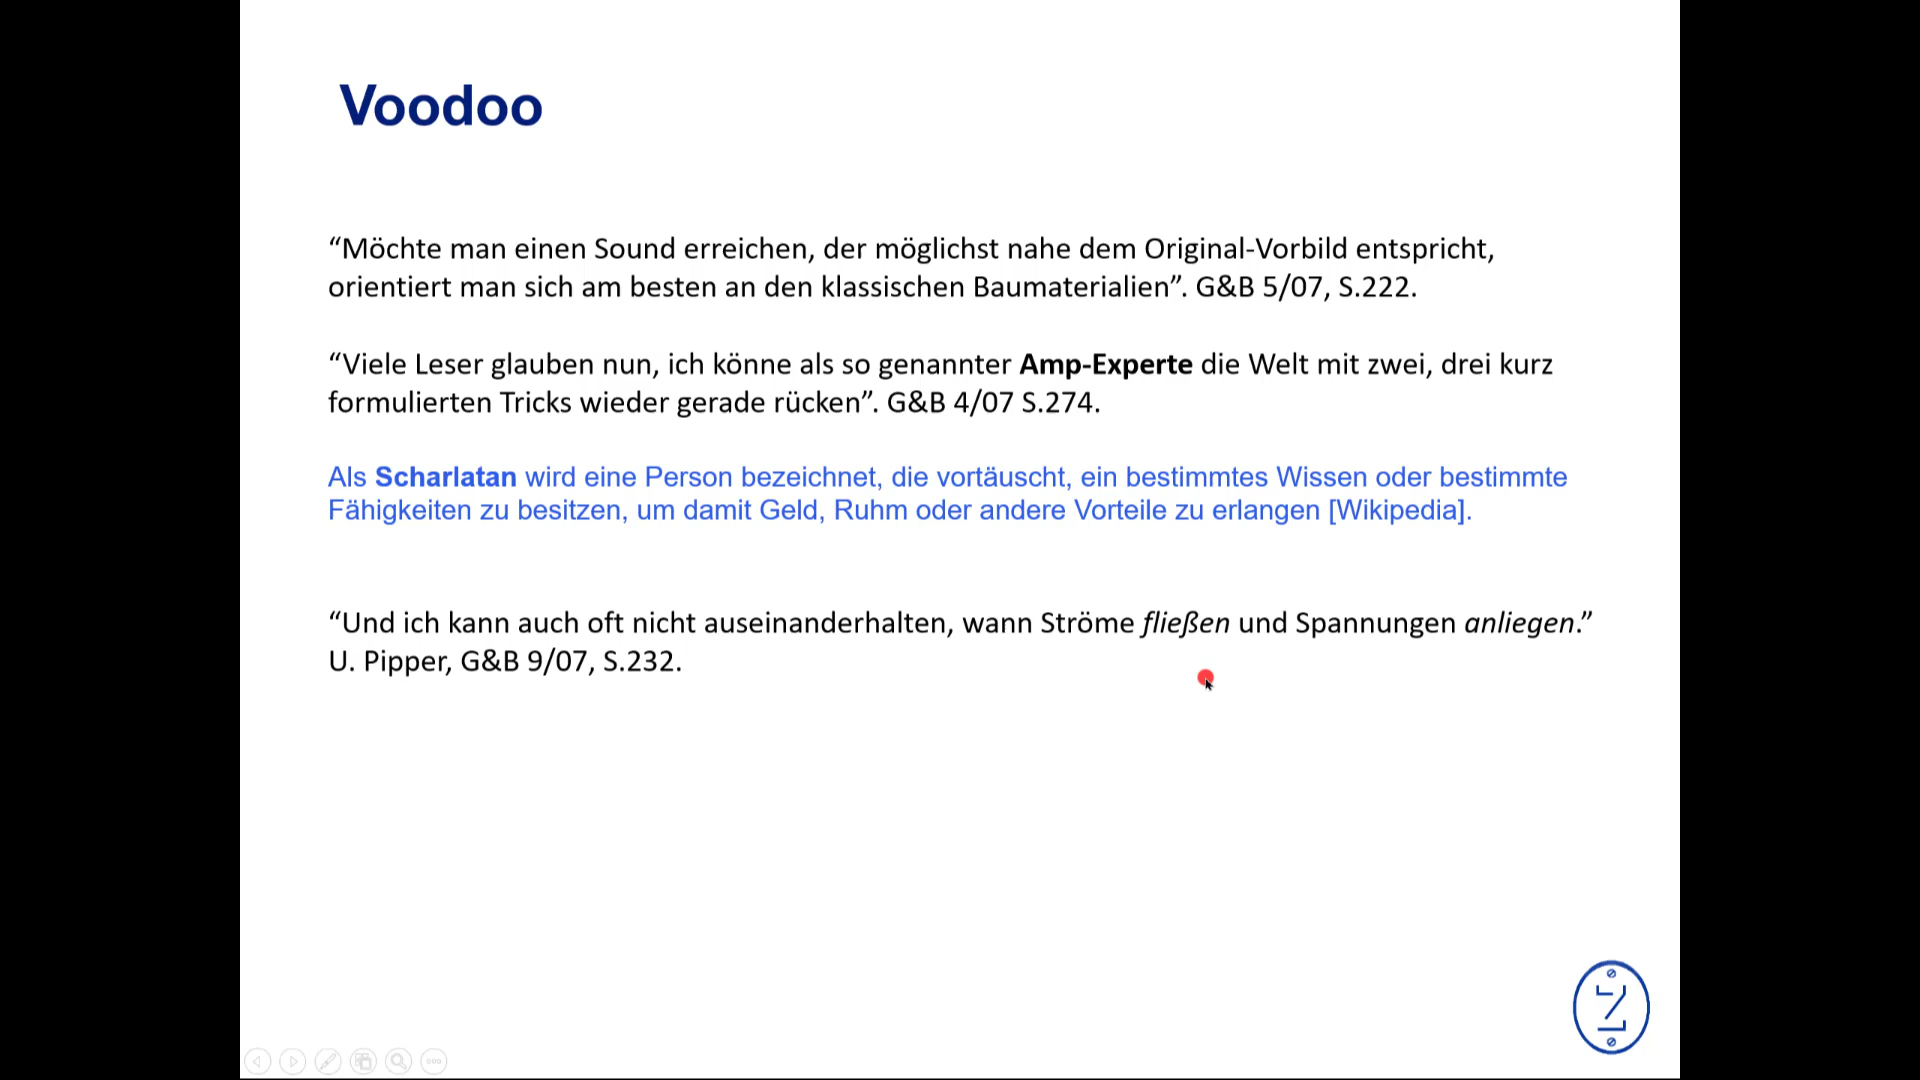 Voodoo
“Möchte man einen Sound erreichen, der möglichst nahe dem Original-Vorbild entspricht,
orientiert man sich am besten an den klassischen Baumaterialien”. G&B 5/07, S.222.
“Viele Leser glauben nun, ich könne als so genannter Amp-Experte die Welt mit zwei, drei kurz
formulierten Tricks wieder gerade rücken”. G&B 4/07 S.274.
Als Scharlatan wird eine Person bezeichnet, die vortäuscht, ein bestimmtes Wissen oder bestimmte
Fähigkeiten zu besitzen, um damit Geld, Ruhm oder andere Vorteile zu erlangen [Wikipedia].
“Und ich kann auch oft nicht auseinanderhalten, wann Ströme fließen und Spannungen anliegen.”
U. Pipper, G&B 9/07, S.232.